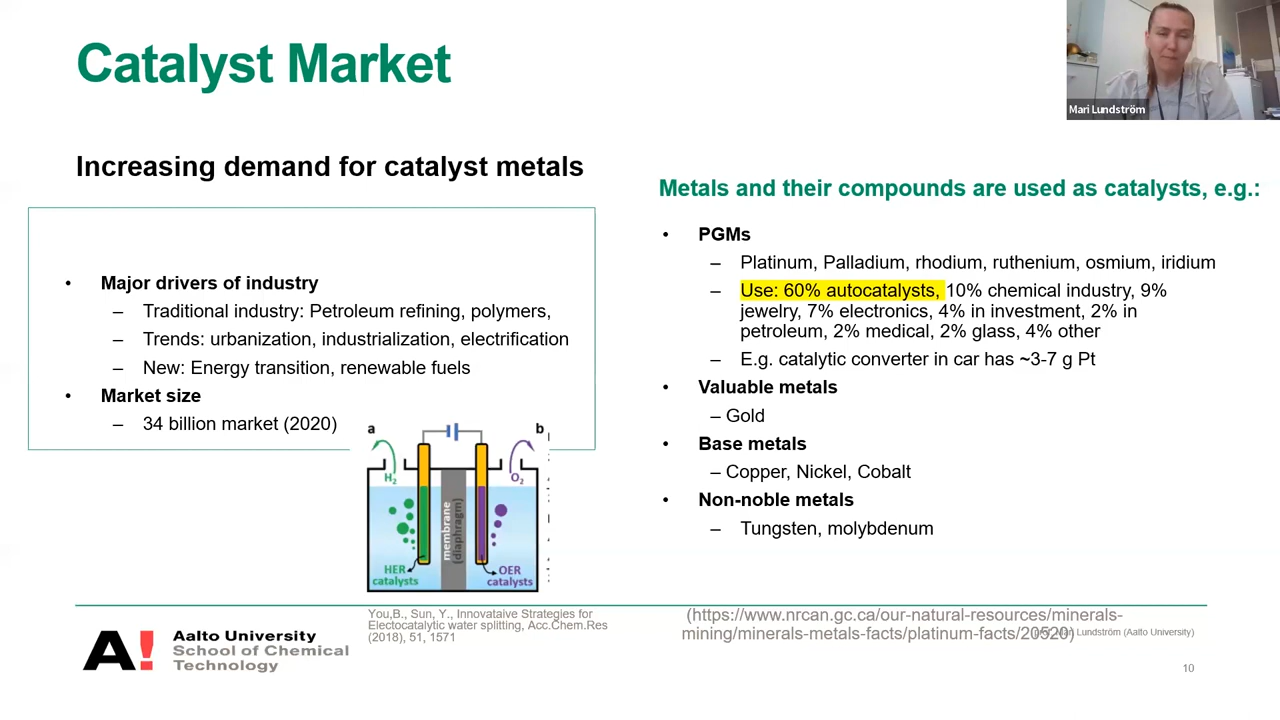 Catalyst Market
Mari Lundström
Increasing demand for catalyst metals
• Major drivers of industry
– Traditional industry: Petroleum refining, polymers,
– Trends: urbanization, industrialization, electrification
– New: Energy transition, renewable fuels
• Market size
– 34 billion market (2020)
a
b
H₂
O₂
membrane
(diaphragm)
HER
catalysts
OER
catalysts
Metals and their compounds are used as catalysts, e.g.:
• PGMs
– Platinum, Palladium, rhodium, ruthenium, osmium, iridium
– Use: 60% autocatalysts, 10% chemical industry, 9%
jewelry, 7% electronics, 4% in investment, 2% in
petroleum, 2% medical, 2% glass, 4% other
– E.g. catalytic converter in car has ~3-7 g Pt
• Valuable metals
– Gold
• Base metals
– Copper, Nickel, Cobalt
• Non-noble metals
– Tungsten, molybdenum
You,B., Sun, Y., Innovataive Strategies for
Electocatalytic water splitting, Acc.Chem.Res
(2018), 51, 1571
(https://www.nrcan.gc.ca/our-natural-resources/minerals-
mining/minerals-metals-facts/platinum-facts/20520)
Lundström (Aalto University)
A!
Aalto University
School of Chemical
Technology
10